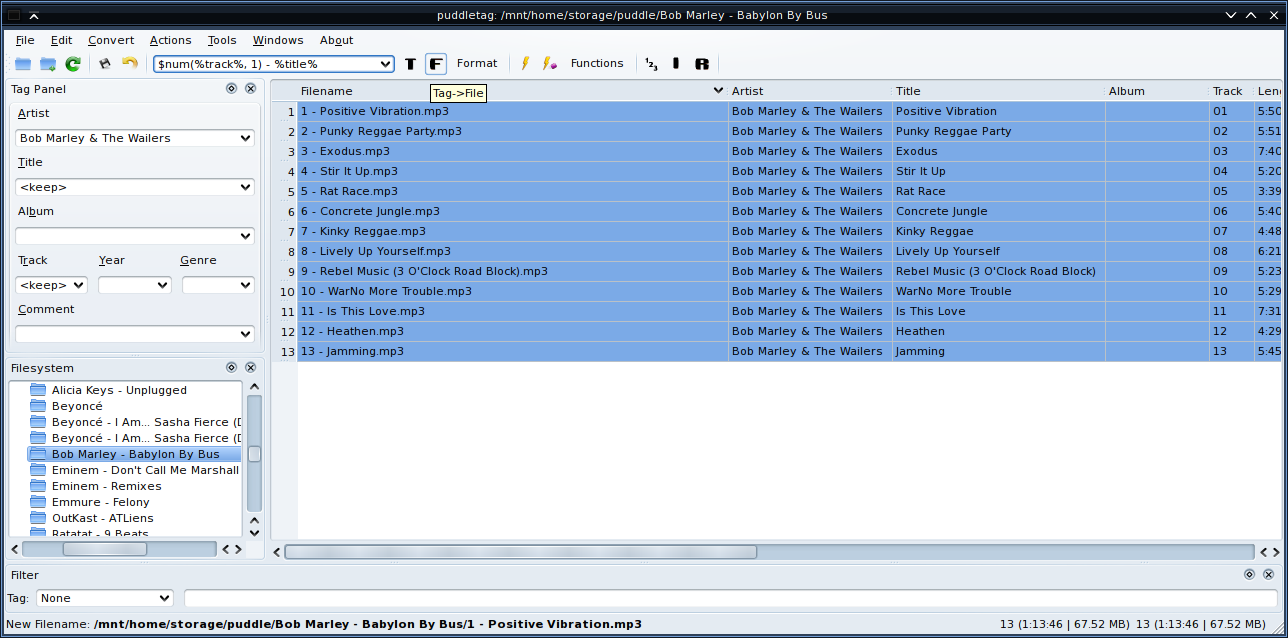 puddletag: /mnt/home/storage/puddle/Bob Marley - Babylon By Bus
File Edit Convert Actions Tools Windows About
$num(%track%, 1) - %title% T F Format Functions 1 2 3
Tag->File
Tag Panel
Artist
Bob Marley & The Wailers
Title
<keep>
Album
Track Year Genre
<keep>
Comment
Filesystem
Alicia Keys - Unplugged
Beyoncé
Beyoncé - I Am... Sasha Fierce (D
Beyoncé - I Am... Sasha Fierce (D
Bob Marley - Babylon By Bus
Eminem - Don't Call Me Marshall
Eminem - Remixes
Emmure - Felony
OutKast - ATLiens
Ratatat - 9 Beats
Filename Artist Title Album Track Len
1 1 - Positive Vibration.mp3 Bob Marley & The Wailers Positive Vibration 01 5:50
2 2 - Punky Reggae Party.mp3 Bob Marley & The Wailers Punky Reggae Party 02 5:51
3 3 - Exodus.mp3 Bob Marley & The Wailers Exodus 03 7:40
4 4 - Stir It Up.mp3 Bob Marley & The Wailers Stir It Up 04 5:20
5 5 - Rat Race.mp3 Bob Marley & The Wailers Rat Race 05 3:39
6 6 - Concrete Jungle.mp3 Bob Marley & The Wailers Concrete Jungle 06 5:40
7 7 - Kinky Reggae.mp3 Bob Marley & The Wailers Kinky Reggae 07 4:48
8 8 - Lively Up Yourself.mp3 Bob Marley & The Wailers Lively Up Yourself 08 6:21
9 9 - Rebel Music (3 O'Clock Road Block).mp3 Bob Marley & The Wailers Rebel Music (3 O'Clock Road Block) 09 5:23
10 10 - WarNo More Trouble.mp3 Bob Marley & The Wailers WarNo More Trouble 10 5:29
11 11 - Is This Love.mp3 Bob Marley & The Wailers Is This Love 11 7:31
12 12 - Heathen.mp3 Bob Marley & The Wailers Heathen 12 4:29
13 13 - Jamming.mp3 Bob Marley & The Wailers Jamming 13 5:45
Filter
Tag: None
New Filename: /mnt/home/storage/puddle/Bob Marley - Babylon By Bus/1 - Positive Vibration.mp3 13 (1:13:46 | 67.52 MB) 13 (1:13:46 | 67.52 MB)